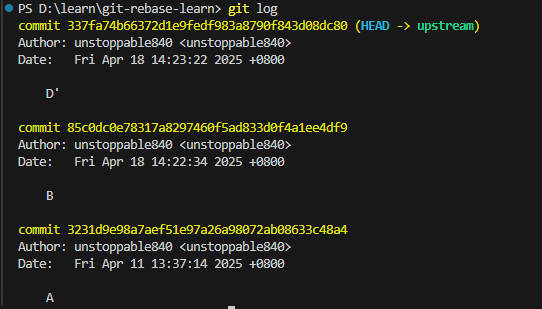 PS D:\learn\git-rebase-learn> git log
commit 337fa74b66372d1e9fedf983a8790f843d08dc80 (HEAD -> upstream)
Author: unstoppable840 <unstoppable840>
Date:   Fri Apr 18 14:23:22 2025 +0800
    D'
commit 85c0dc0e78317a8297460f5ad833d0f4a1ee4df9
Author: unstoppable840 <unstoppable840>
Date:   Fri Apr 18 14:22:34 2025 +0800
    B
commit 3231d9e98a7aef51e97a26a98072ab08633c48a4
Author: unstoppable840 <unstoppable840>
Date:   Fri Apr 11 13:37:14 2025 +0800
    A